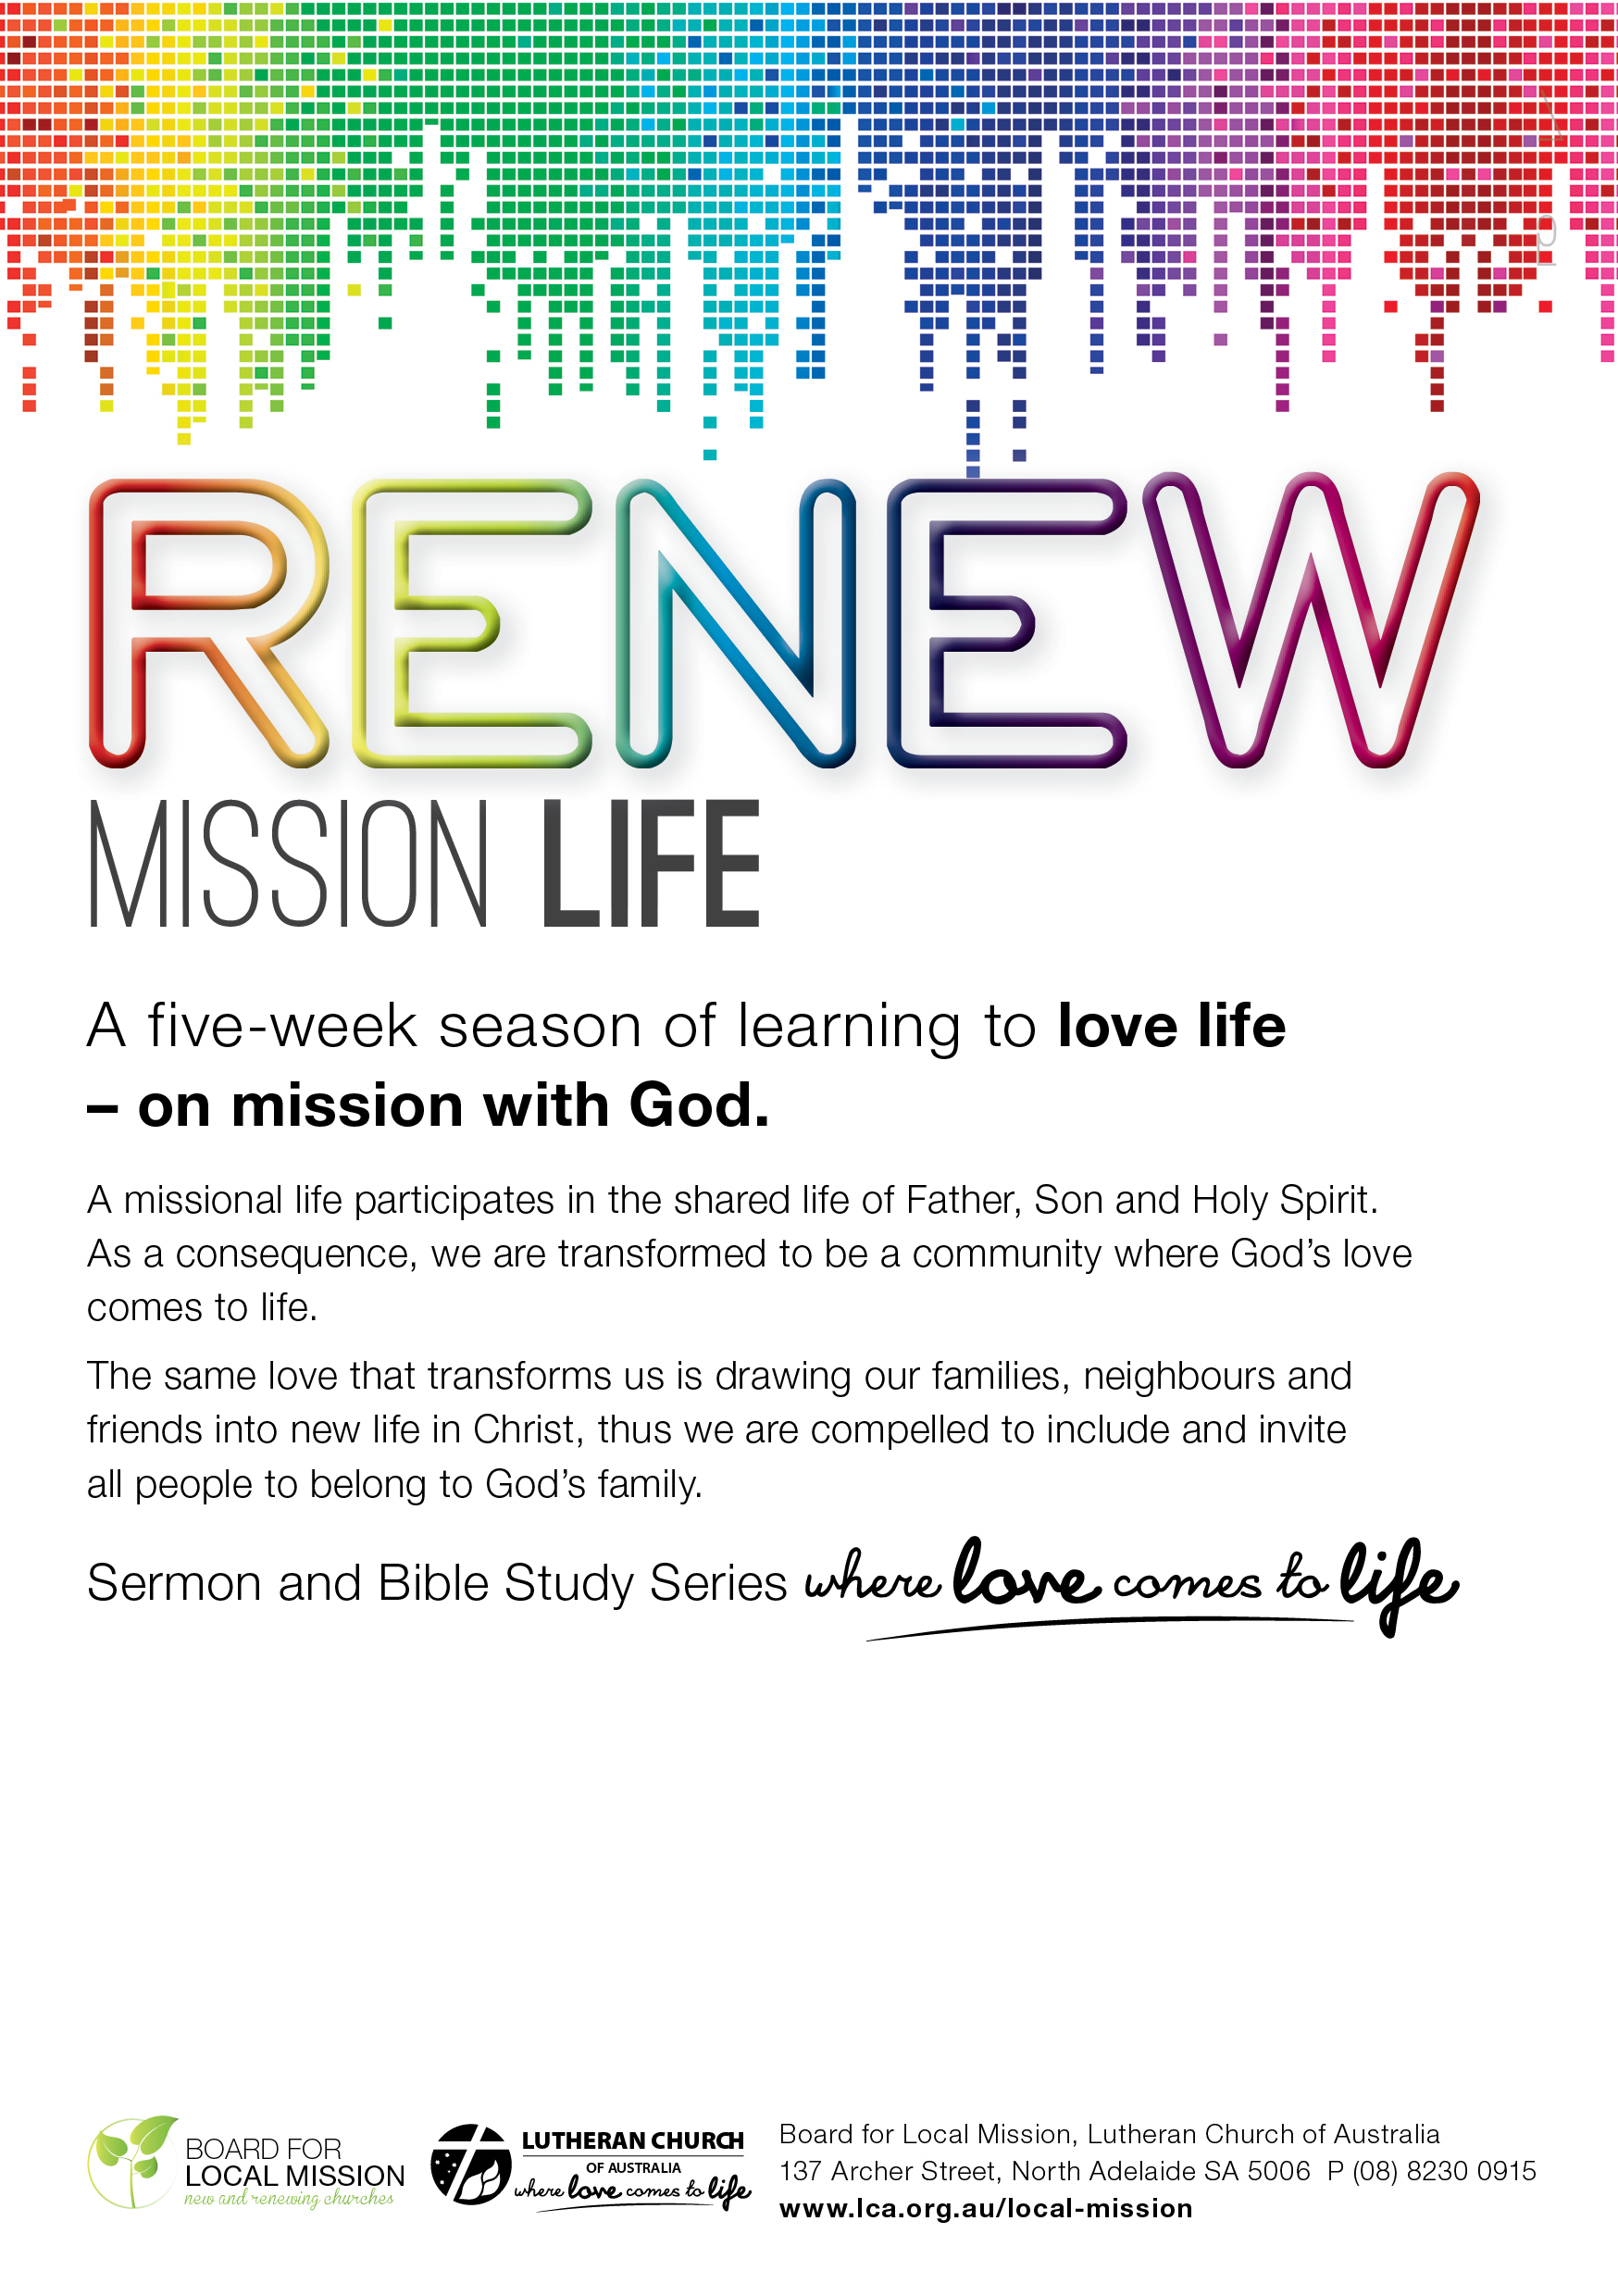 RENEW
MISSION LIFE
A five-week season of learning to love life
– on mission with God.
A missional life participates in the shared life of Father, Son and Holy Spirit.
As a consequence, we are transformed to be a community where God’s love
comes to life.
The same love that transforms us is drawing our families, neighbours and
friends into new life in Christ, thus we are compelled to include and invite
all people to belong to God’s family.
Sermon and Bible Study Series where love comes to life
BOARD FOR
LOCAL MISSION
new and renewing churches
LUTHERAN CHURCH
OF AUSTRALIA
where love comes to life
Board for Local Mission, Lutheran Church of Australia
137 Archer Street, North Adelaide SA 5006 P (08) 8230 0915
www.lca.org.au/local-mission